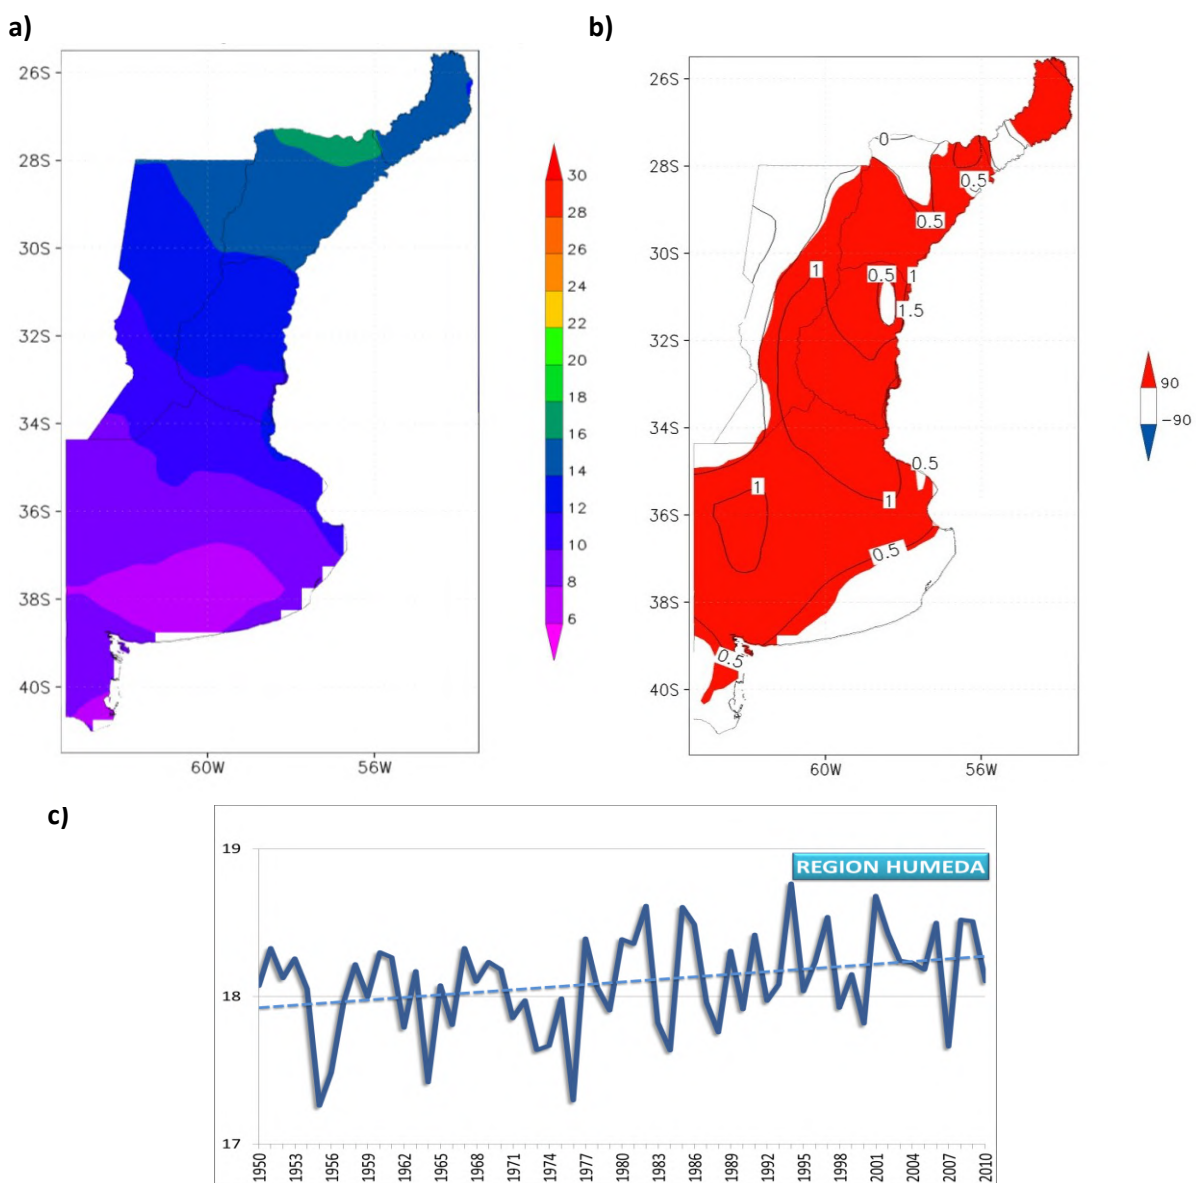 a)
26S
28S
30S
32S
34S
36S
38S
40S
60W
56W
30
28
26
24
22
20
18
16
14
12
10
8
6
b)
26S
28S
30S
32S
34S
36S
38S
40S
60W
56W
0
0.5
0.5
1
0.5
1
1.5
0.5
1
1
0.5
0.5
90
−90
c)
REGION HUMEDA
19
18
17
1950
1953
1956
1959
1962
1965
1968
1971
1974
1977
1980
1983
1986
1989
1992
1995
1998
2001
2004
2007
2010